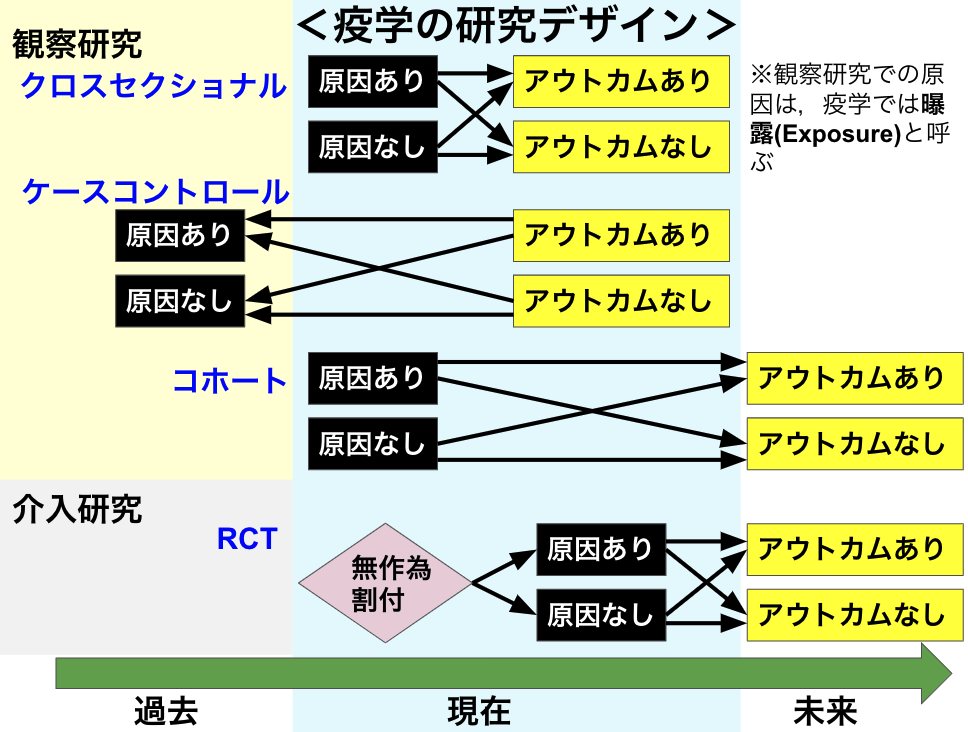 ＜疫学の研究デザイン＞
観察研究
クロスセクショナル
原因あり
アウトカムあり
原因なし
アウトカムなし
※観察研究での原
因は，疫学では曝
露(Exposure)と呼
ぶ
ケースコントロール
原因あり
アウトカムあり
原因なし
アウトカムなし
コホート
原因あり
アウトカムあり
原因なし
アウトカムなし
介入研究
RCT
無作為
割付
原因あり
アウトカムあり
原因なし
アウトカムなし
過去
現在
未来